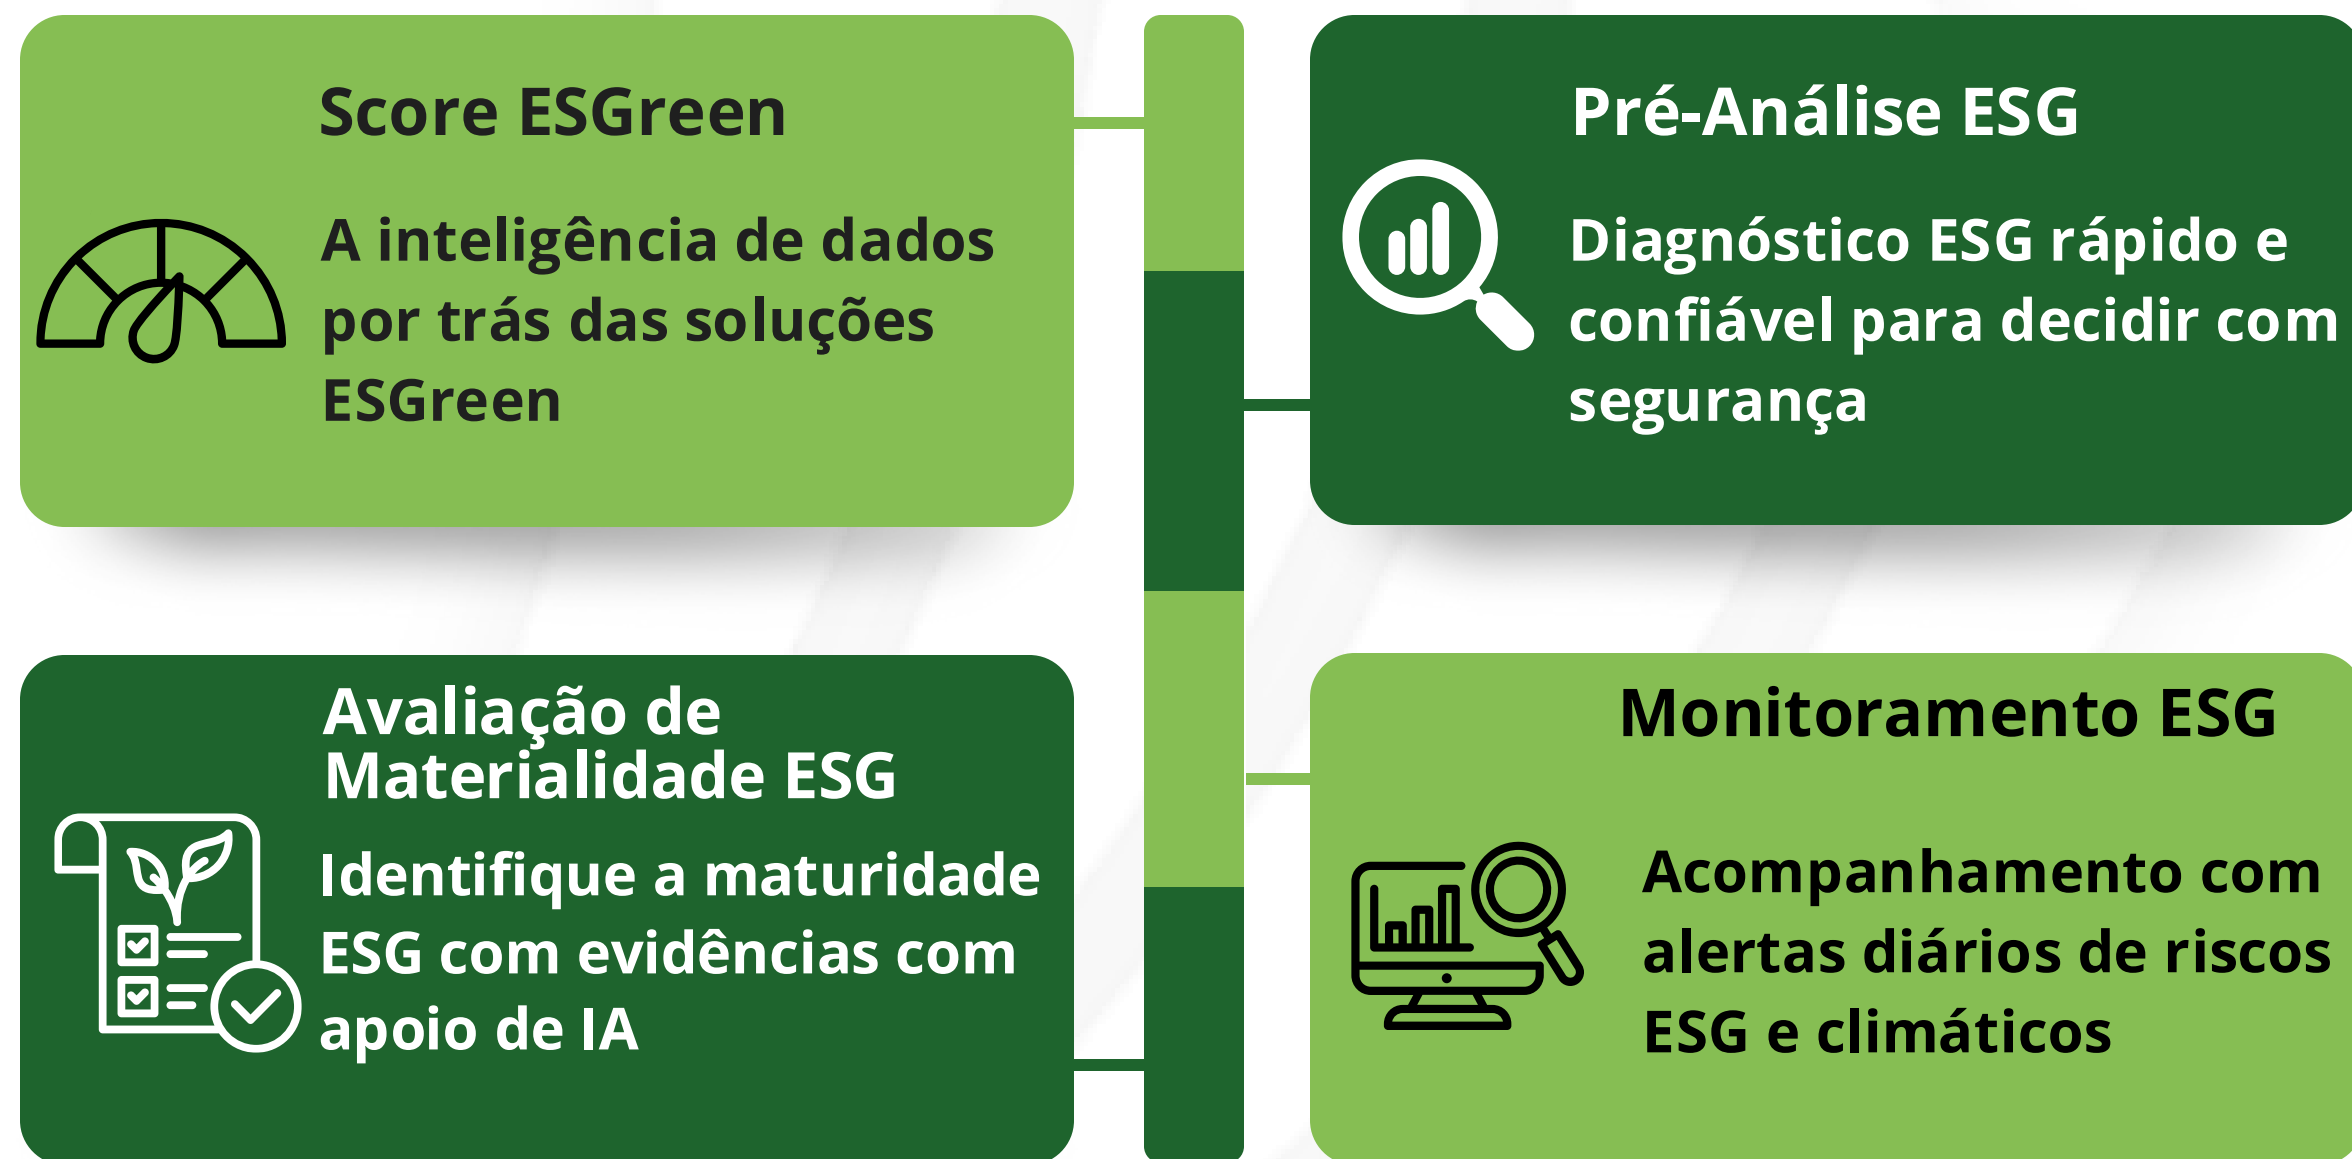 Score ESGreen
A inteligência de dados
por trás das soluções
ESGreen
Pré-Análise ESG
Diagnóstico ESG rápido e
confiável para decidir com
segurança
Avaliação de
Materialidade ESG
Identifique a maturidade
ESG com evidências com
apoio de IA
Monitoramento ESG
Acompanhamento com
alertas diários de riscos
ESG e climáticos